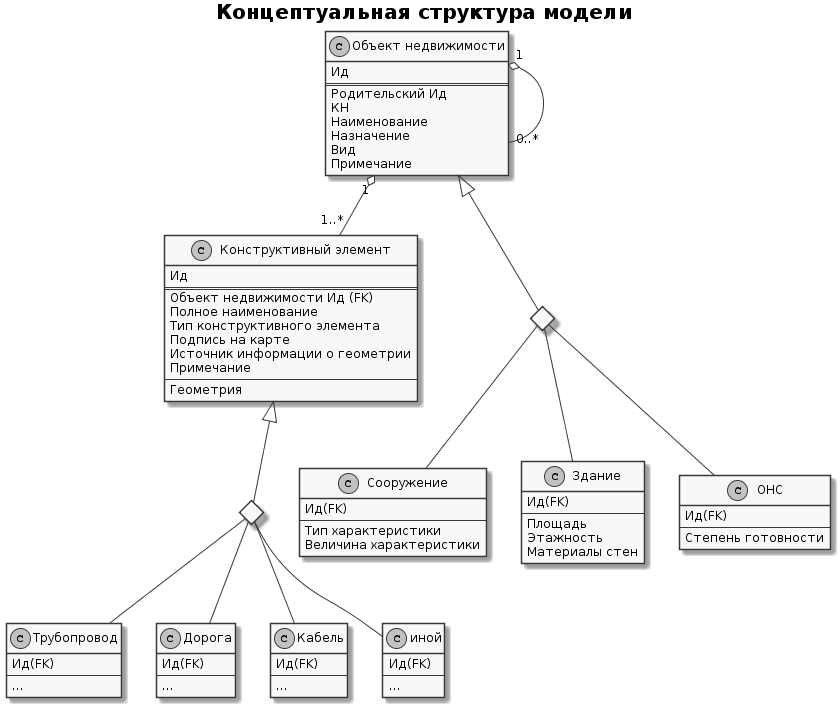 Концептуальная структура модели
C Объект недвижимости
Ид
Родительский Ид
КН
Наименование
Назначение
Вид
Примечание
1
0..*
1
1..*
C Конструктивный элемент
Ид
Объект недвижимости Ид (FK)
Полное наименование
Тип конструктивного элемента
Подпись на карте
Источник информации о геометрии
Примечание
Геометрия
C Сооружение
Ид(FK)
Тип характеристики
Величина характеристики
C Здание
Ид(FK)
Площадь
Этажность
Материалы стен
C ОНС
Ид(FK)
Степень готовности
C Трубопровод
Ид(FK)
...
C Дорога
Ид(FK)
...
C Кабель
Ид(FK)
...
C иной
Ид(FK)
...